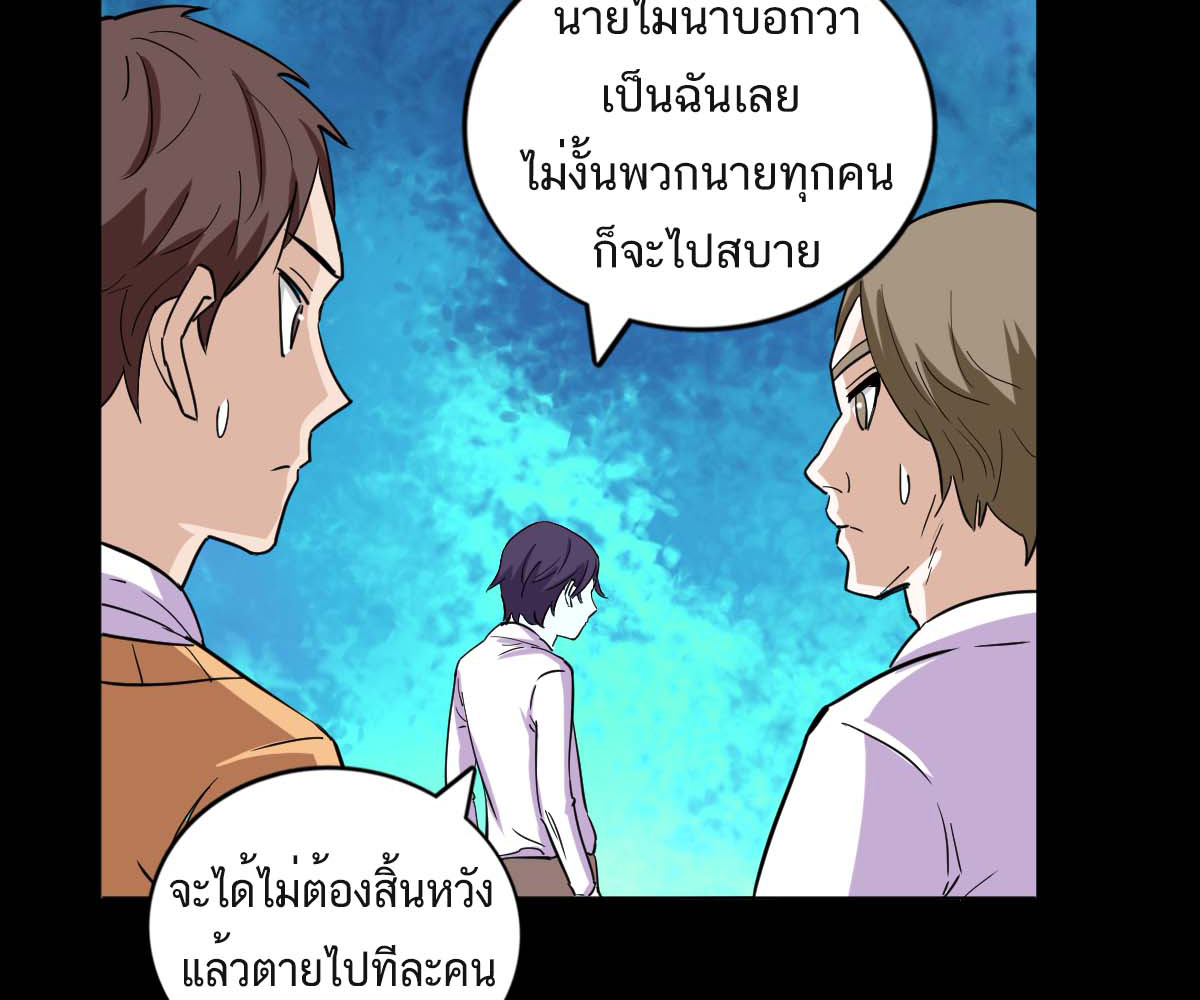 นายไม่น่าบอกว่า
เป็นฉันเลย
ไม่งั้นพวกนายทุกคน
ก็จะไปสบาย
จะได้ไม่ต้องสิ้นหวัง
แล้วตายไปทีละคน